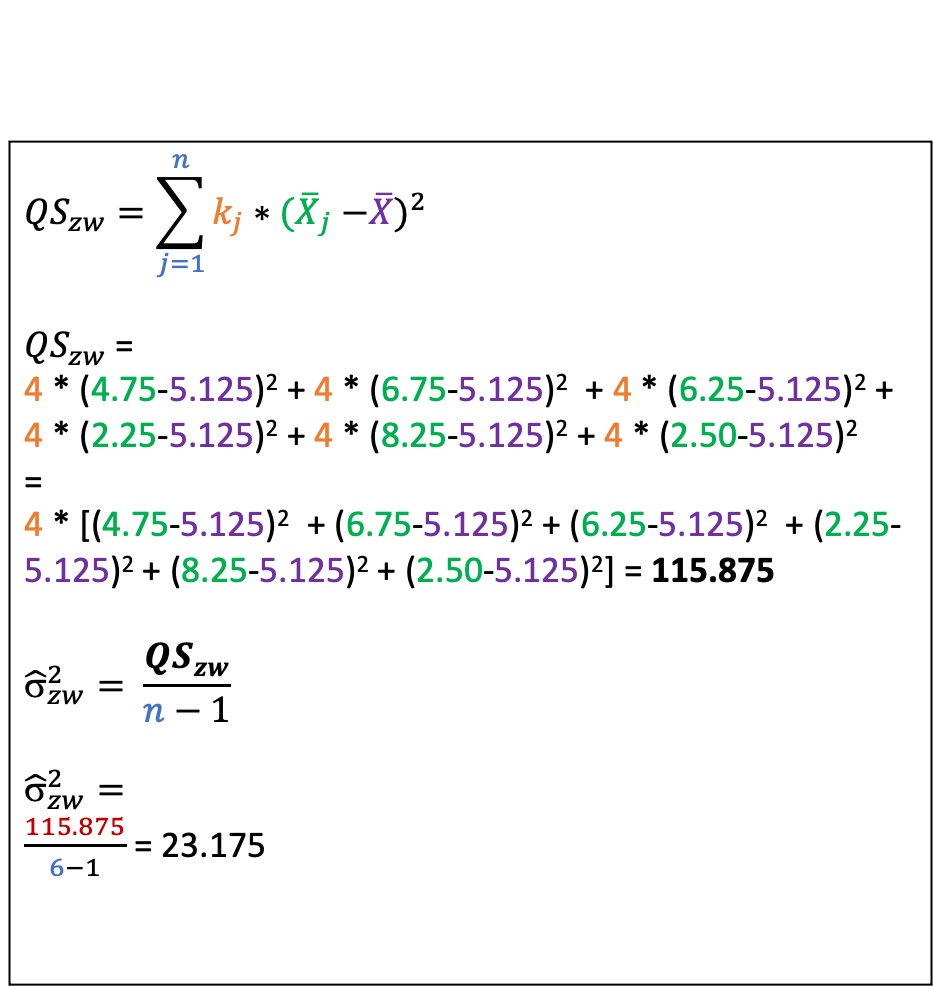 QS_zw = ∑_{j=1}^{n} k_j * (X̄_j − X̄)²
QS_zw =
4 * (4.75-5.125)² + 4 * (6.75-5.125)² + 4 * (6.25-5.125)² +
4 * (2.25-5.125)² + 4 * (8.25-5.125)² + 4 * (2.50-5.125)²
=
4 * [(4.75-5.125)² + (6.75-5.125)² + (6.25-5.125)² + (2.25-
5.125)² + (8.25-5.125)² + (2.50-5.125)²] = 115.875
σ̂²_zw = QS_zw / (n − 1)
σ̂²_zw =
115.875 / (6−1) = 23.175